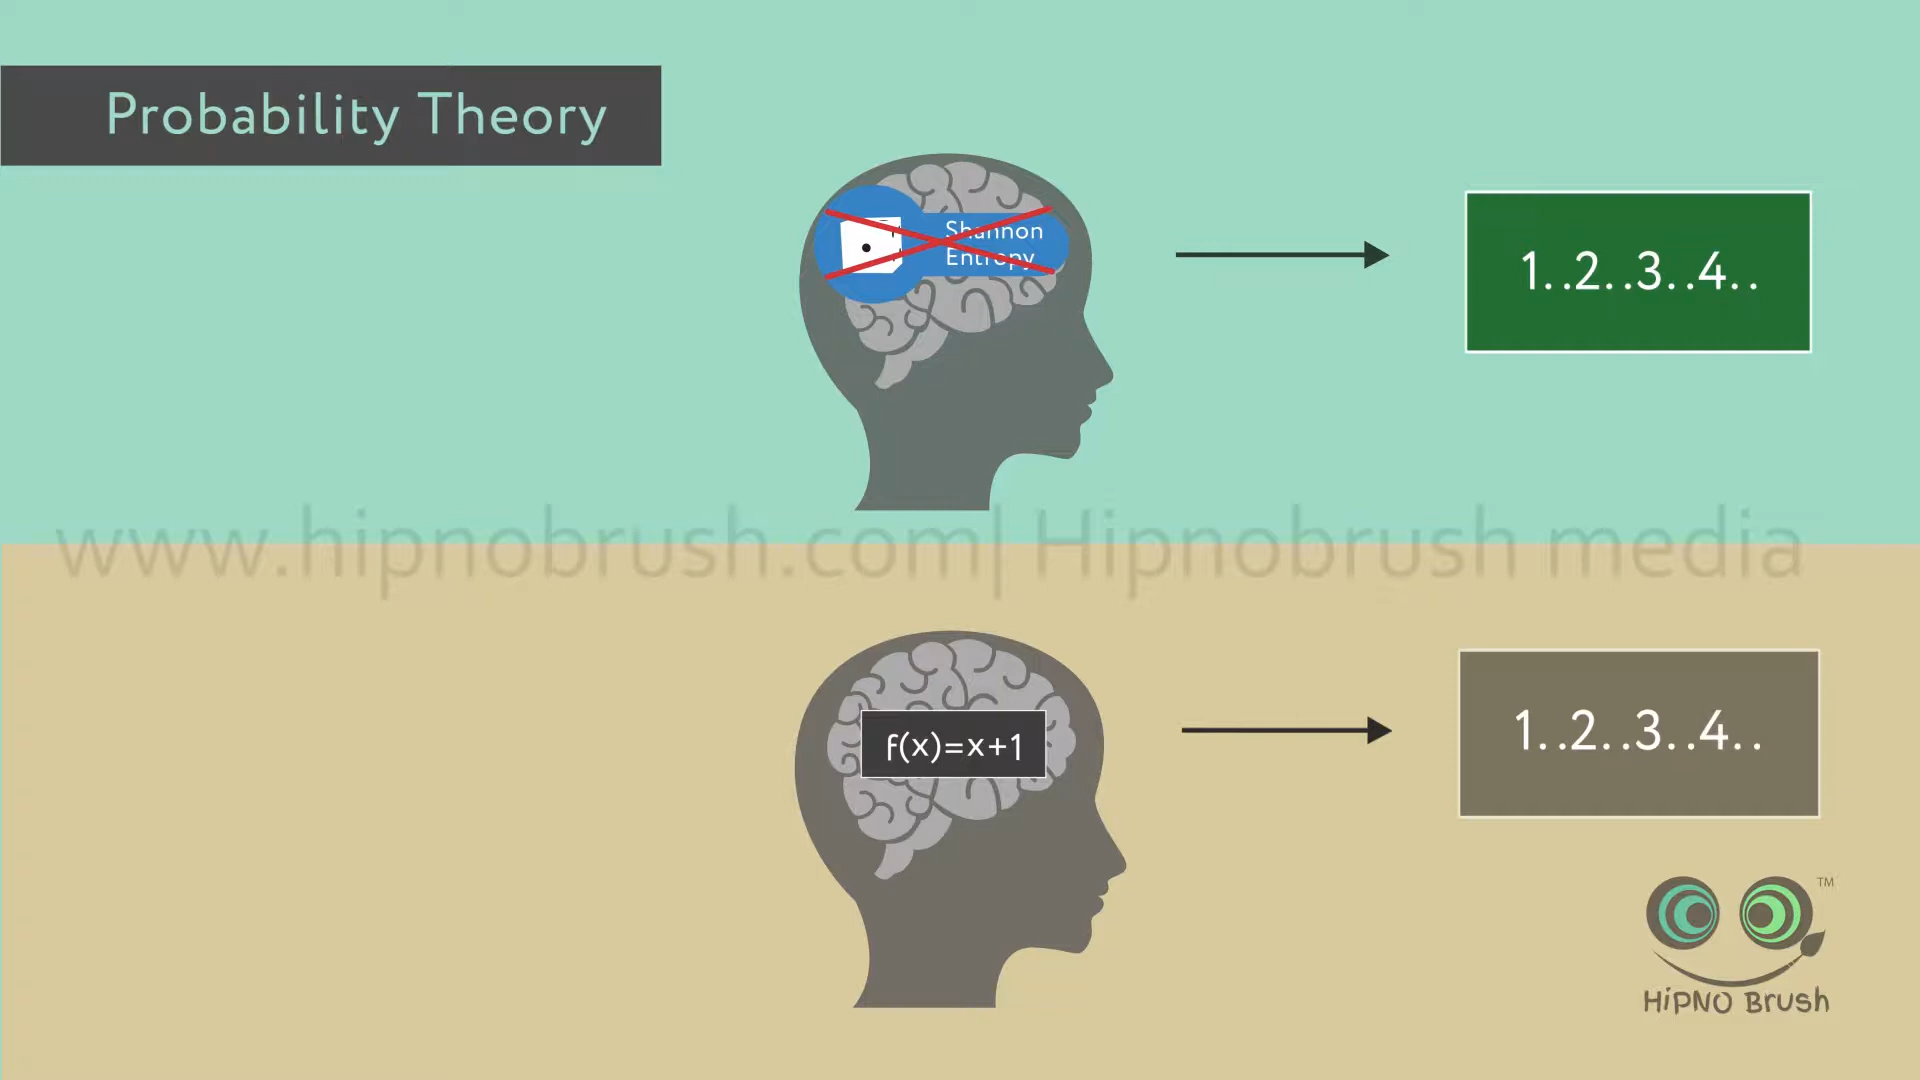 Probability Theory
Shannon
Entropy
1..2..3..4..
www.hipnobrush.com| Hipnobrush media
f(x)=x+1
1..2..3..4..
TM
HiPNO Brush